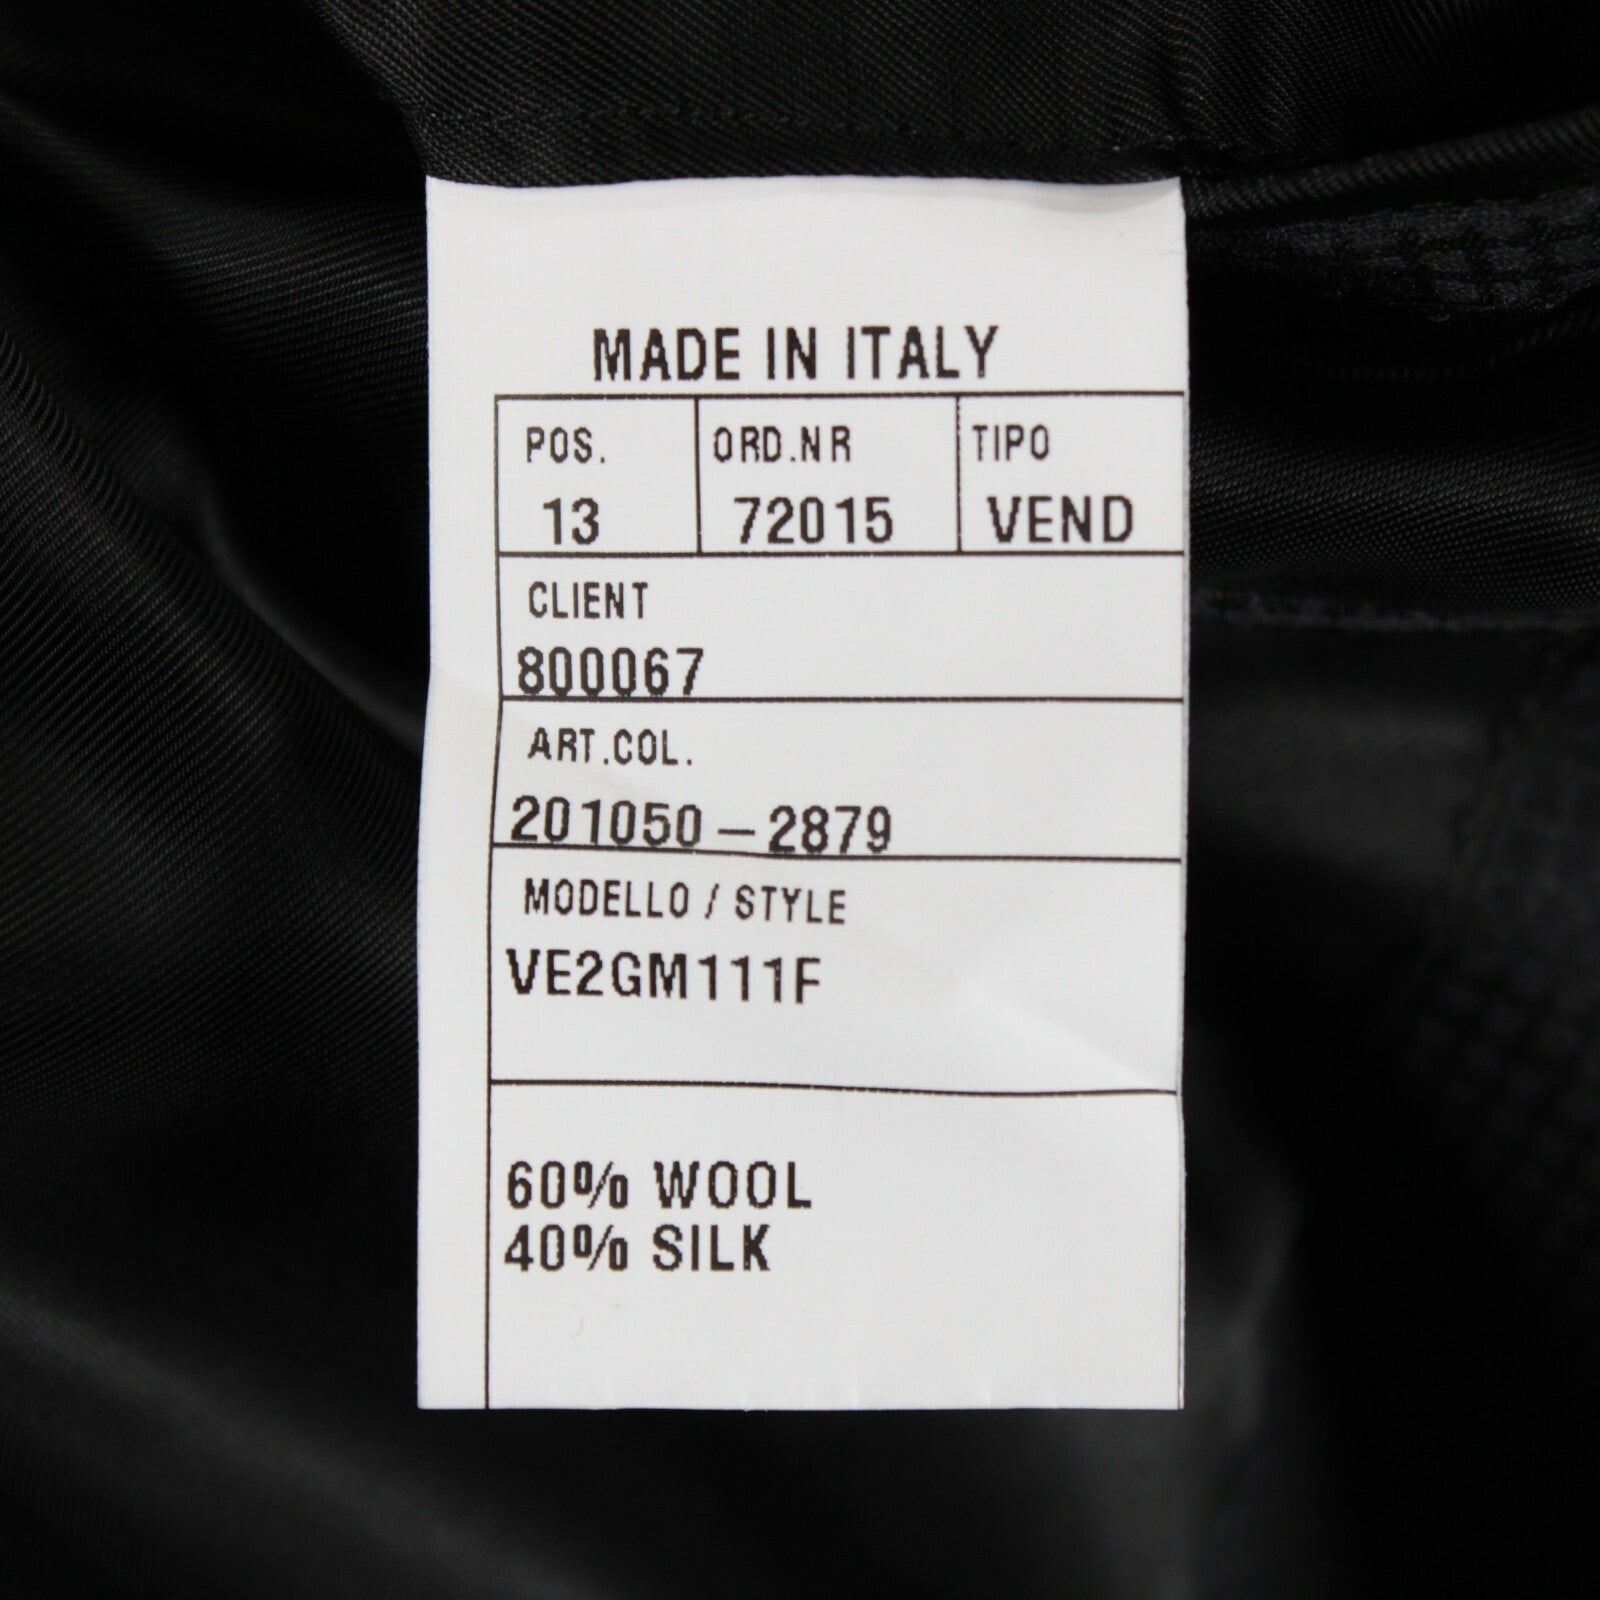 MADE IN ITALY
POS. ORD.NR TIPO
13 72015 VEND
CLIENT
800067
ART.COL.
201050-2879
MODELLO / STYLE
VE2GM111F
60% WOOL
40% SILK